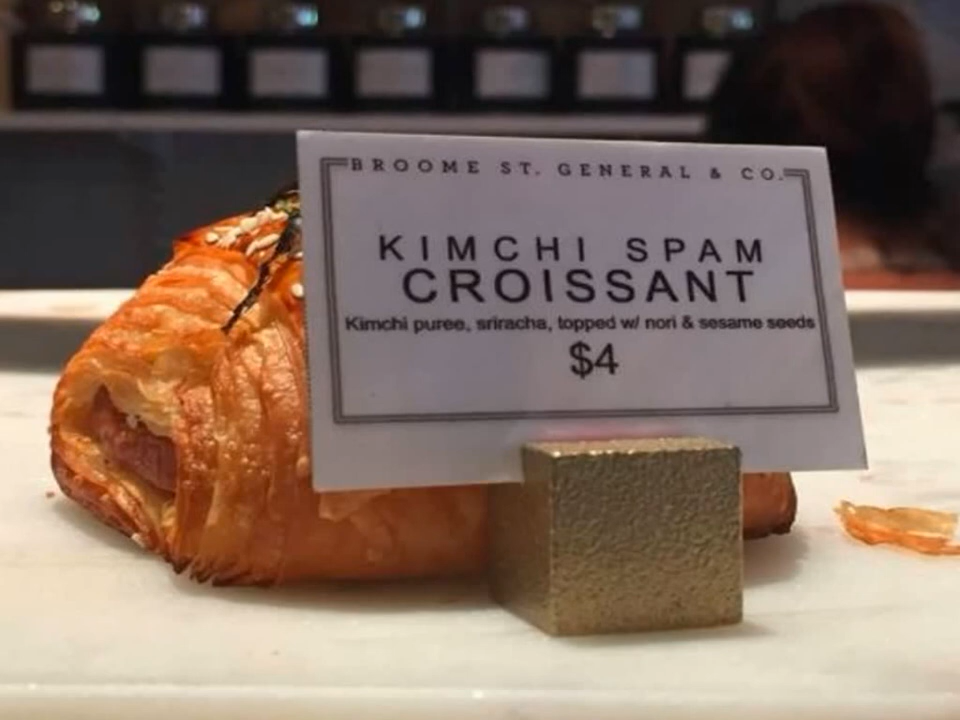 BROOME ST. GENERAL & CO.
KIMCHI SPAM
CROISSANT
Kimchi puree, sriracha, topped w/ nori & sesame seeds
$4